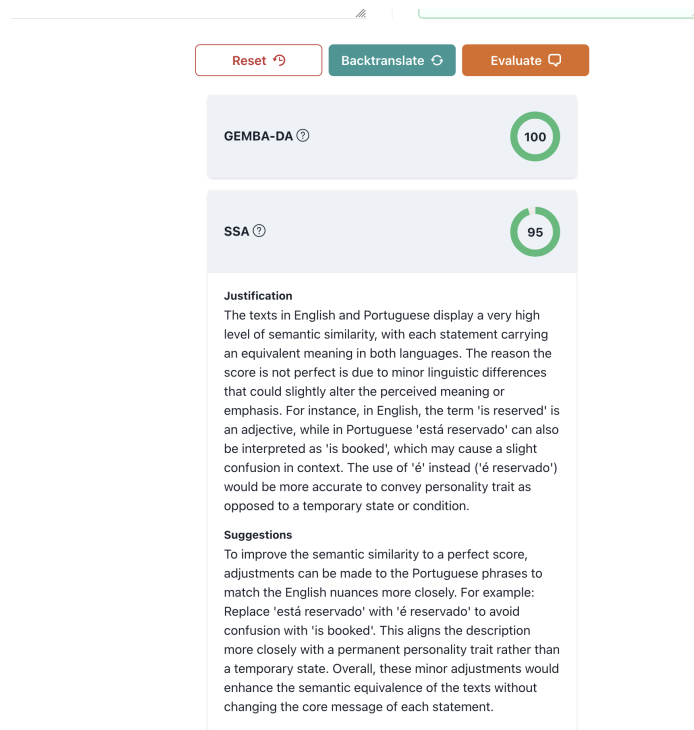 Reset
Backtranslate
Evaluate
GEMBA-DA
100
SSA
95
Justification
The texts in English and Portuguese display a very high
level of semantic similarity, with each statement carrying
an equivalent meaning in both languages. The reason the
score is not perfect is due to minor linguistic differences
that could slightly alter the perceived meaning or
emphasis. For instance, in English, the term 'is reserved' is
an adjective, while in Portuguese 'está reservado' can also
be interpreted as 'is booked', which may cause a slight
confusion in context. The use of 'é' instead ('é reservado')
would be more accurate to convey personality trait as
opposed to a temporary state or condition.
Suggestions
To improve the semantic similarity to a perfect score,
adjustments can be made to the Portuguese phrases to
match the English nuances more closely. For example:
Replace 'está reservado' with 'é reservado' to avoid
confusion with 'is booked'. This aligns the description
more closely with a permanent personality trait rather than
a temporary state. Overall, these minor adjustments would
enhance the semantic equivalence of the texts without
changing the core message of each statement.